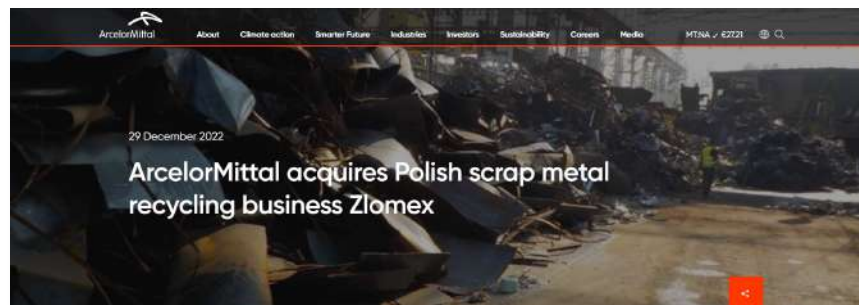 ArcelorMittal
About Climate action Smarter Future Industries Investors Sustainability Careers Media MT:NA €27.21
29 December 2022
ArcelorMittal acquires Polish scrap metal
recycling business Zlomex